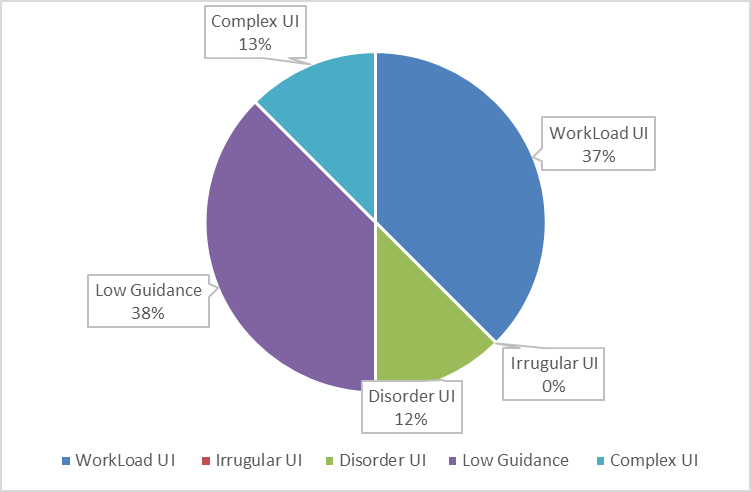 Complex UI
13%
WorkLoad UI
37%
Low Guidance
38%
Irrugular UI
0%
Disorder UI
12%
WorkLoad UI
Irrugular UI
Disorder UI
Low Guidance
Complex UI